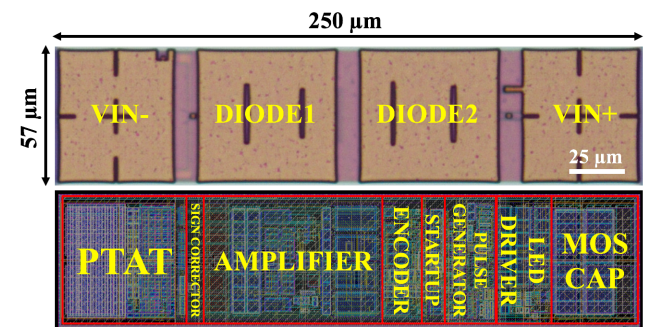 250 µm
57 µm
VIN-
DIODE1
DIODE2
VIN+
25 µm
PTAT
SIGN CORRECTOR
AMPLIFIER
ENCODER
STARTUP
PULSE
GENERATOR
LED
DRIVER
MOS
CAP